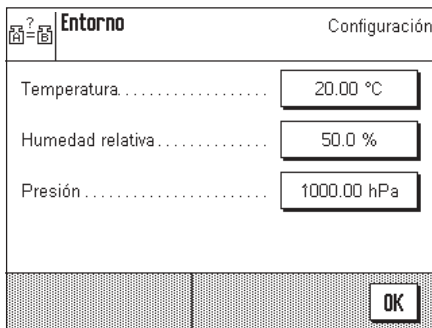 A ? = B Entorno Configuración
Temperatura................... 20.00 °C
Humedad relativa.............. 50.0 %
Presión....................... 1000.00 hPa
OK